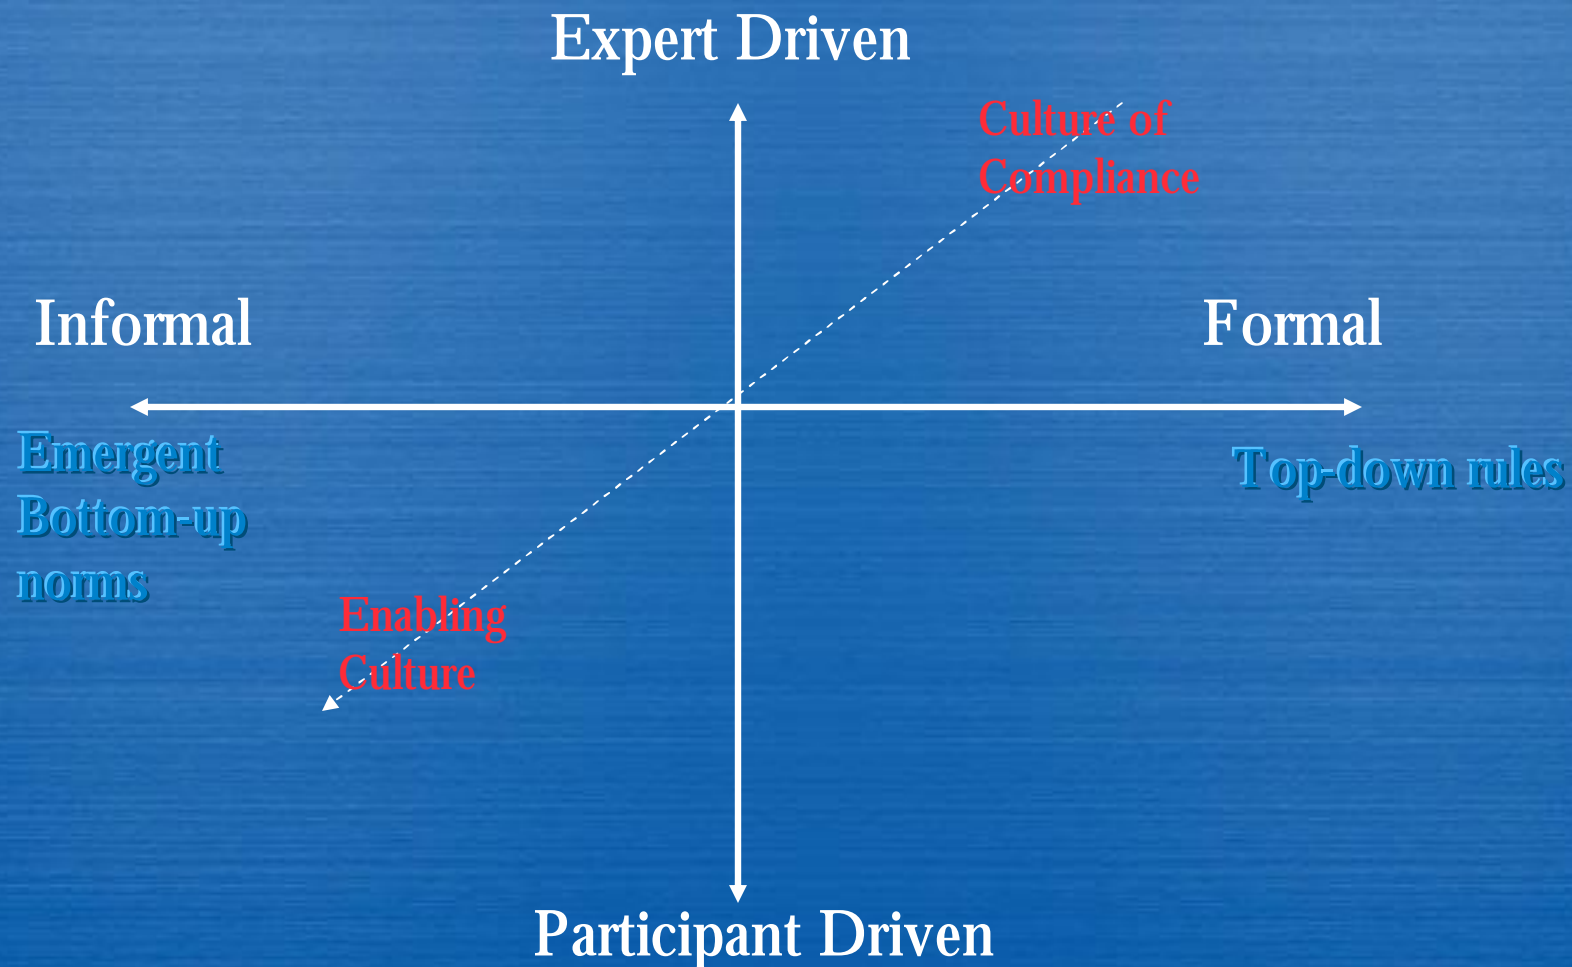 Expert Driven
Culture of
Compliance
Informal
Formal
Emergent
Bottom-up
norms
Top-down rules
Enabling
Culture
Participant Driven